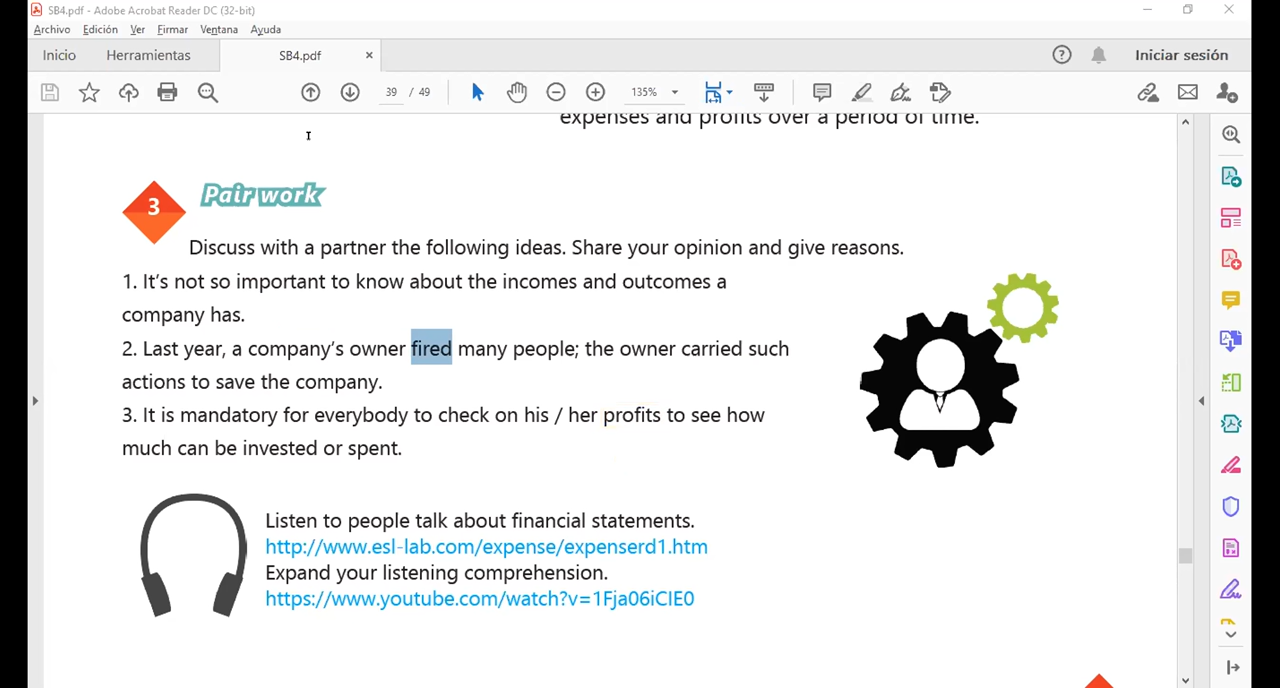 SB4.pdf - Adobe Acrobat Reader DC (32-bit)
Archivo Edición Ver Firmar Ventana Ayuda
Inicio Herramientas SB4.pdf × Iniciar sesión
39 / 49 135%
expenses and profits over a period of time.
3 Pair work
Discuss with a partner the following ideas. Share your opinion and give reasons.
1. It's not so important to know about the incomes and outcomes a
company has.
2. Last year, a company's owner fired many people; the owner carried such
actions to save the company.
3. It is mandatory for everybody to check on his / her profits to see how
much can be invested or spent.
Listen to people talk about financial statements.
http://www.esl-lab.com/expense/expenserd1.htm
Expand your listening comprehension.
https://www.youtube.com/watch?v=1Fja06iCIE0